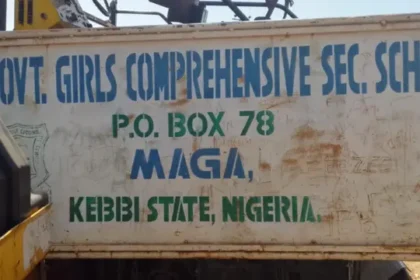 OVT. GIRLS COMPREHENSIVE SEC. SCH
P.O. BOX 78
MAGA,
KEBBI STATE, NIGERIA.